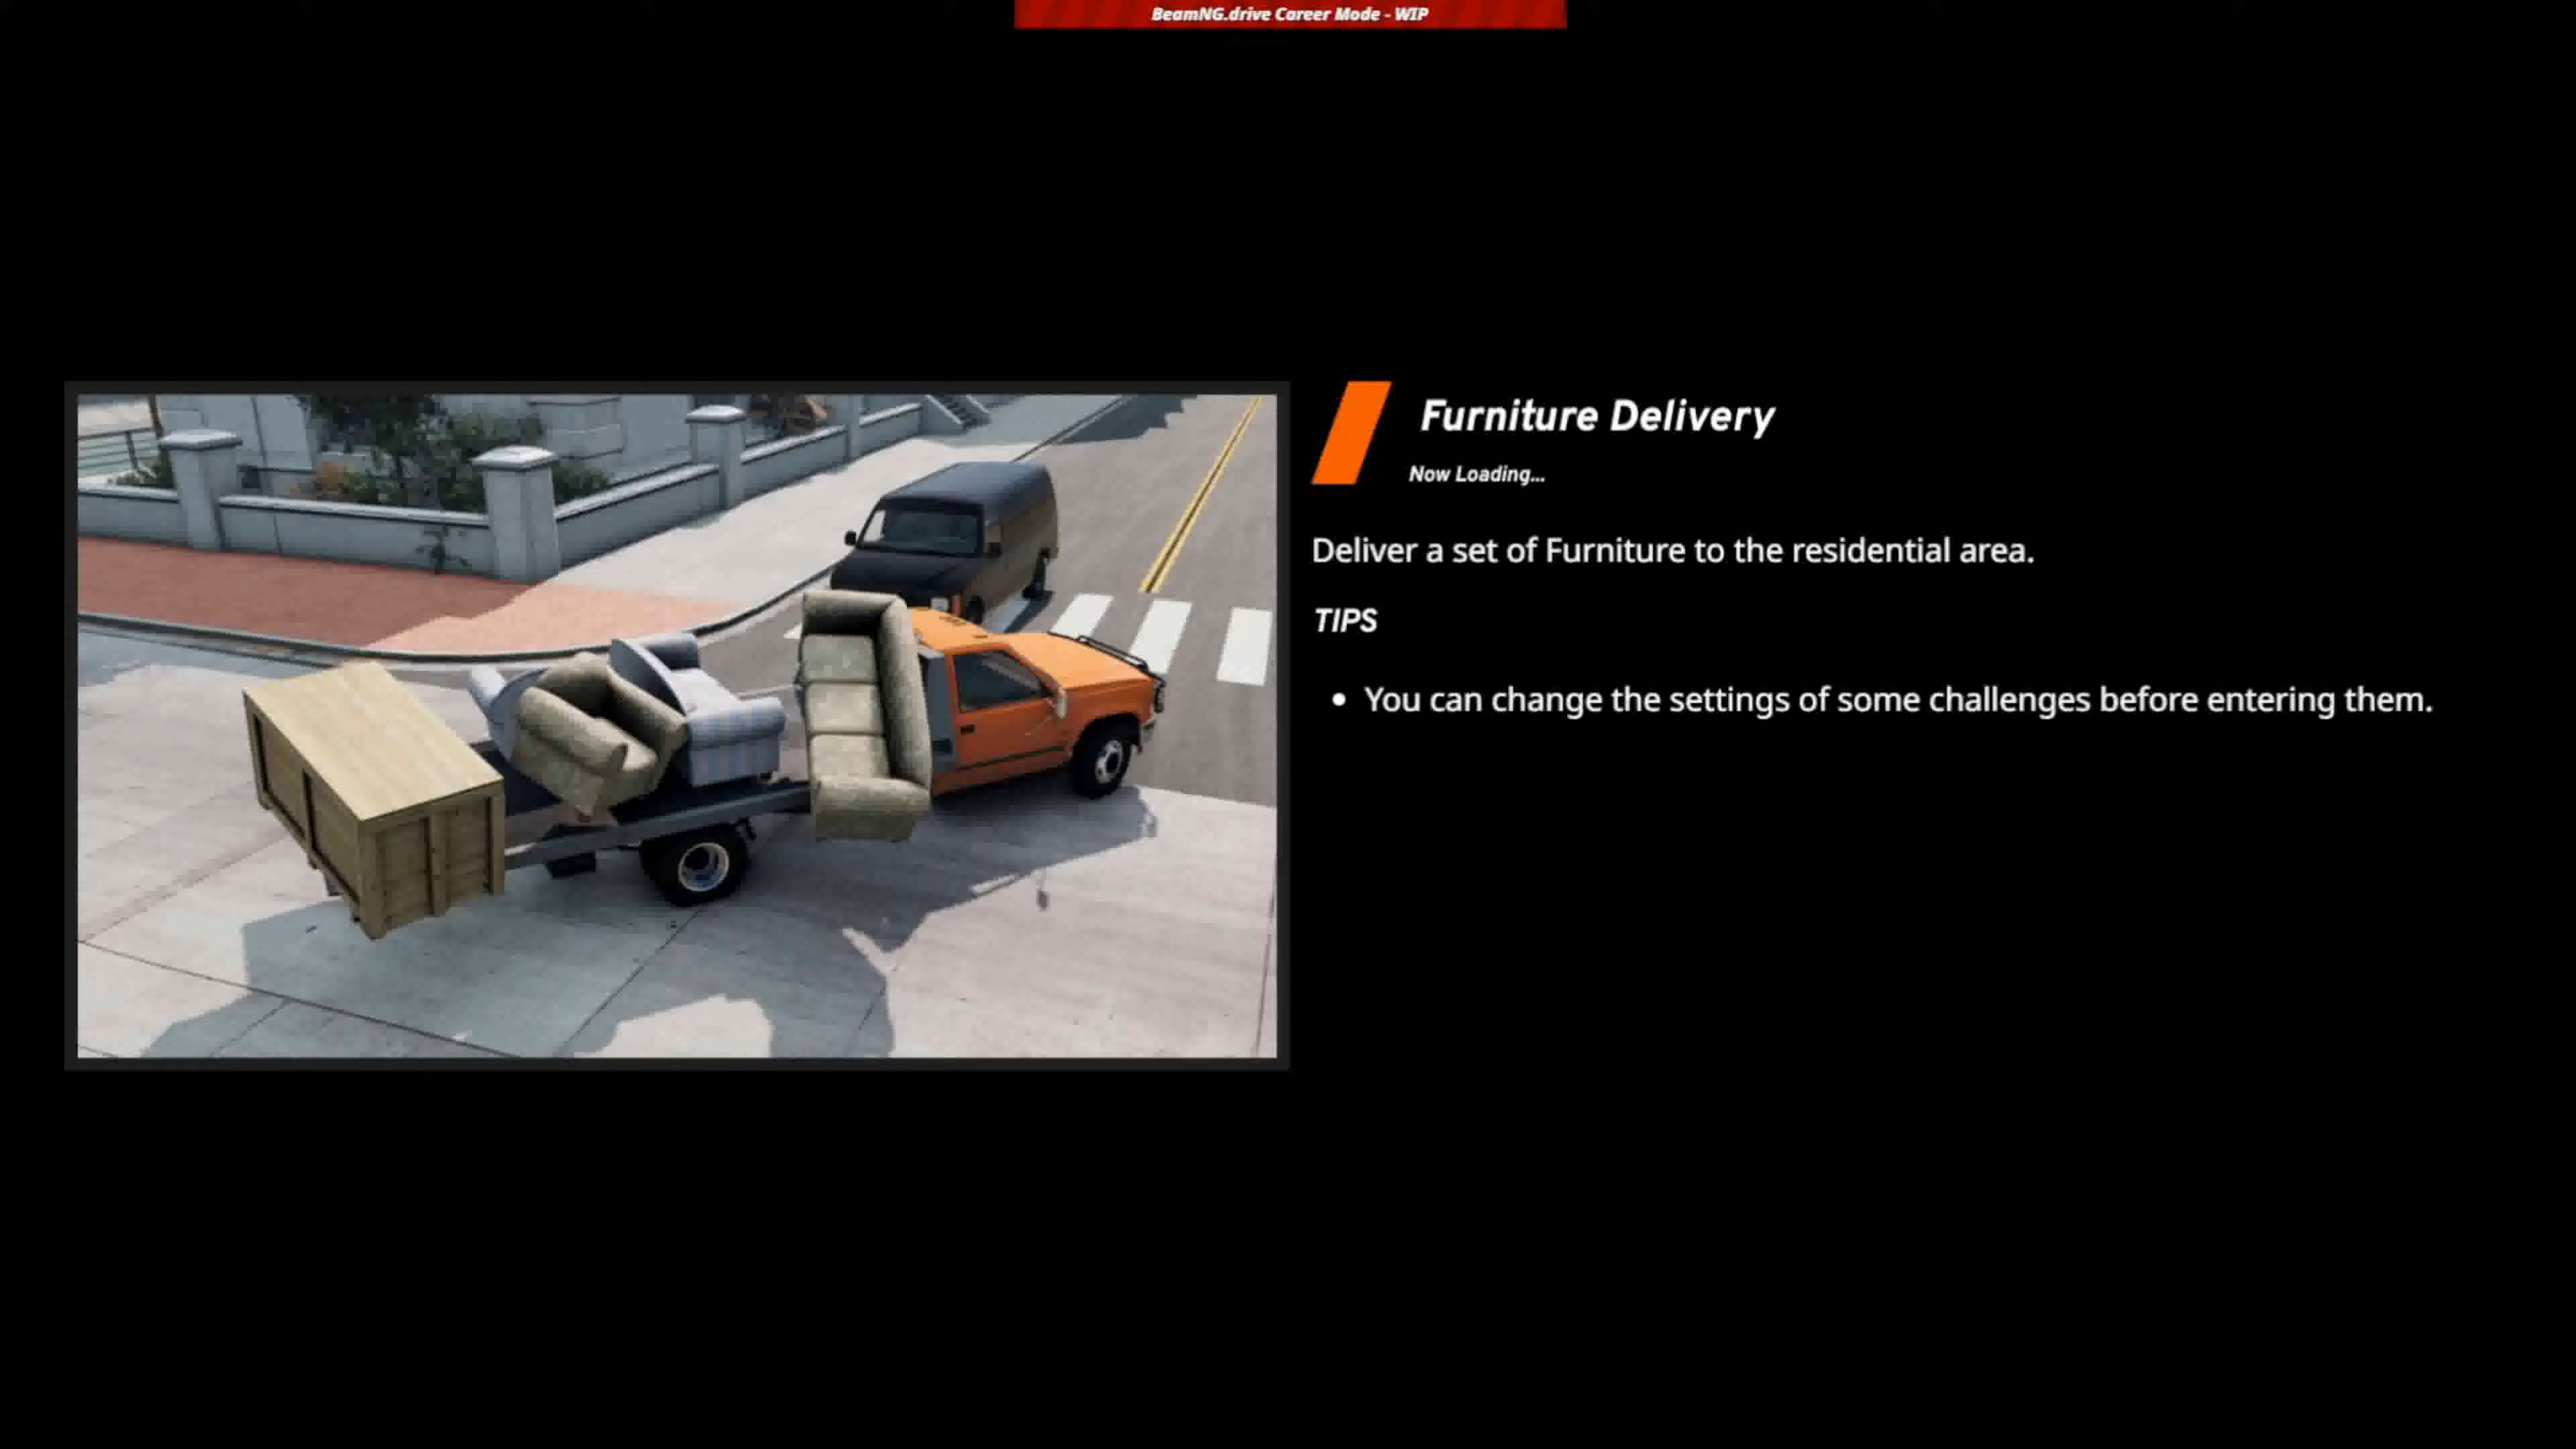 BeamNG.drive Career Mode - WIP
Furniture Delivery
Now Loading...
Deliver a set of Furniture to the residential area.
TIPS
• You can change the settings of some challenges before entering them.